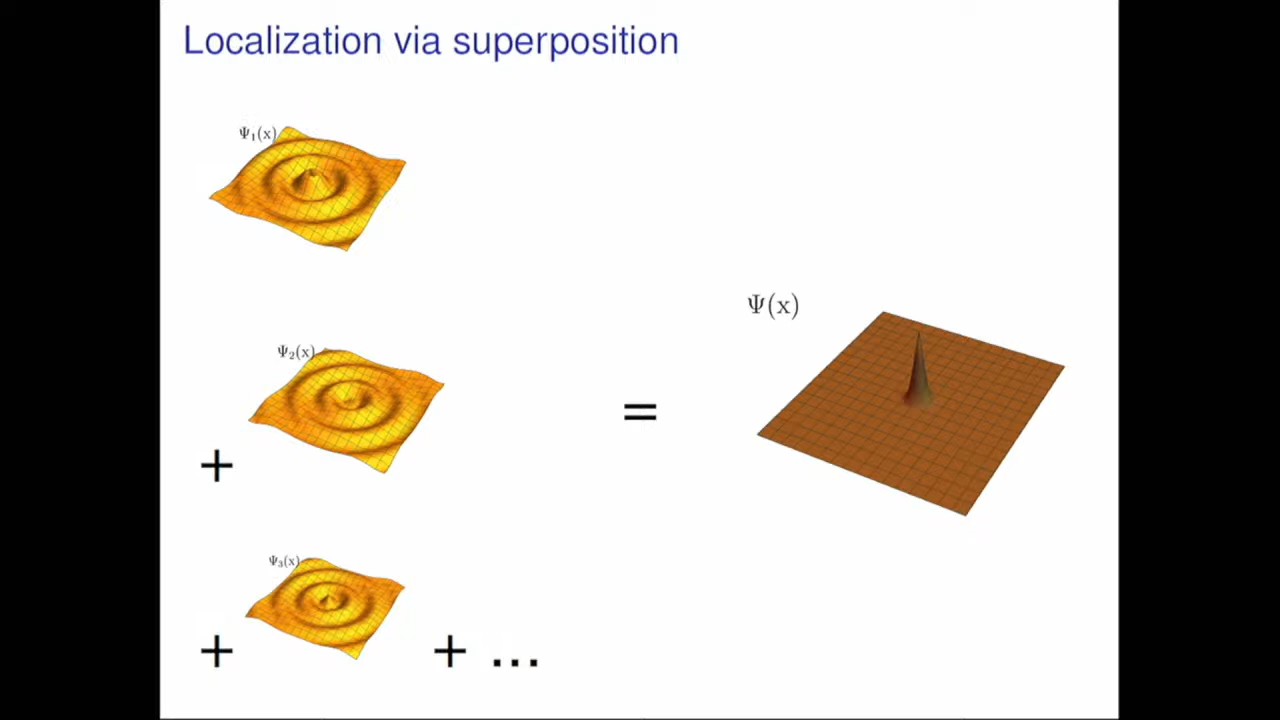 Localization via superposition
Ψ₁(x)
Ψ(x)
Ψ₂(x)
=
+
Ψ₃(x)
+ + ...